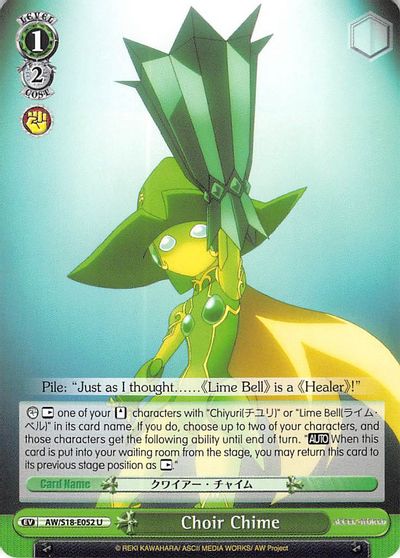 LEVEL
1
2
COST
Pile: “Just as I thought……《Lime Bell》 is a 《Healer》!”
one of your characters with "Chiyuri(チユリ)" or "Lime Bell(ライム・
ベル)" in its card name. If you do, choose up to two of your characters, and
those characters get the following ability until end of turn. "AUTO When this
card is put into your waiting room from the stage, you may return this card to
its previous stage position as ."
Card Name
クワイアー・チャイム
EV
AW/S18-E052 U
Choir Chime
ACCEL WORLD
© REKI KAWAHARA/ ASCII MEDIA WORKS/ AW Project